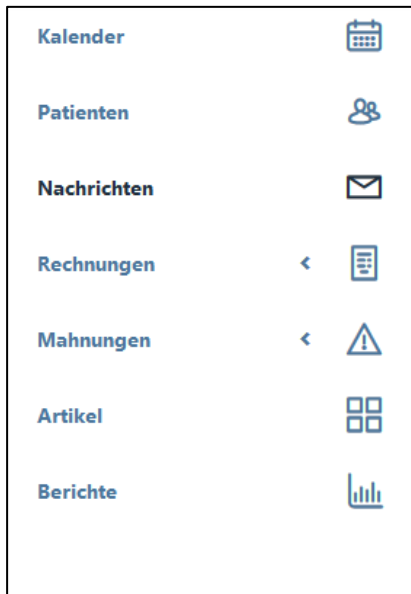 Kalender
Patienten
Nachrichten
Rechnungen
Mahnungen
Artikel
Berichte